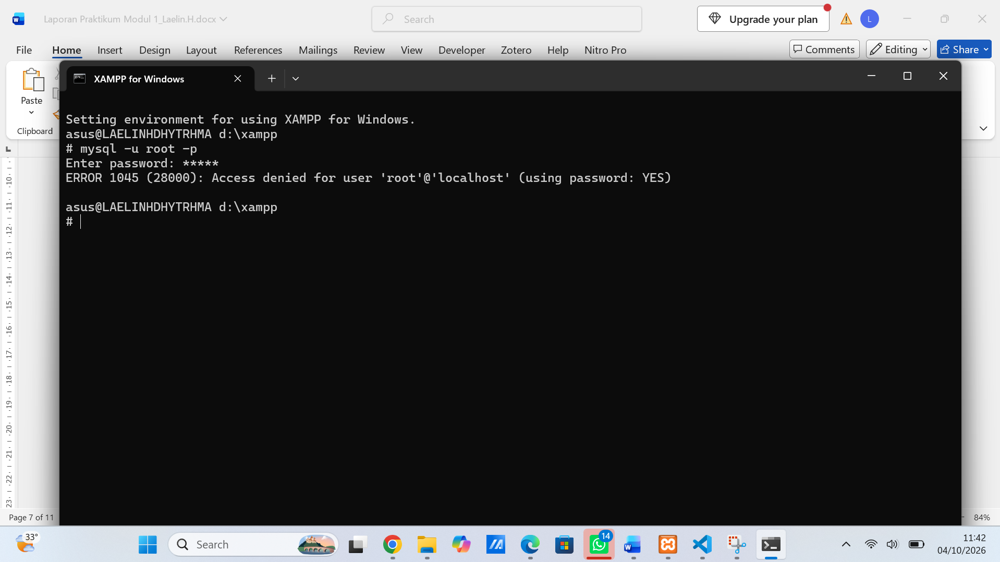 Laporan Praktikum Modul 1_Laelin.H.docx
Search
Upgrade your plan
L
File
Home
Insert
Design
Layout
References
Mailings
Review
View
Developer
Zotero
Help
Nitro Pro
Comments
Editing
Share
Paste
Clipboard
XAMPP for Windows
Setting environment for using XAMPP for Windows.
asus@LAELINHDHYTRHMA d:\xampp
# mysql -u root -p
Enter password: *****
ERROR 1045 (28000): Access denied for user 'root'@'localhost' (using password: YES)
asus@LAELINHDHYTRHMA d:\xampp
#
10
11
12
13
14
15
16
17
18
19
20
21
22
23
Page 7 of 11
84%
33°
Search
14
11:42
04/10/2026